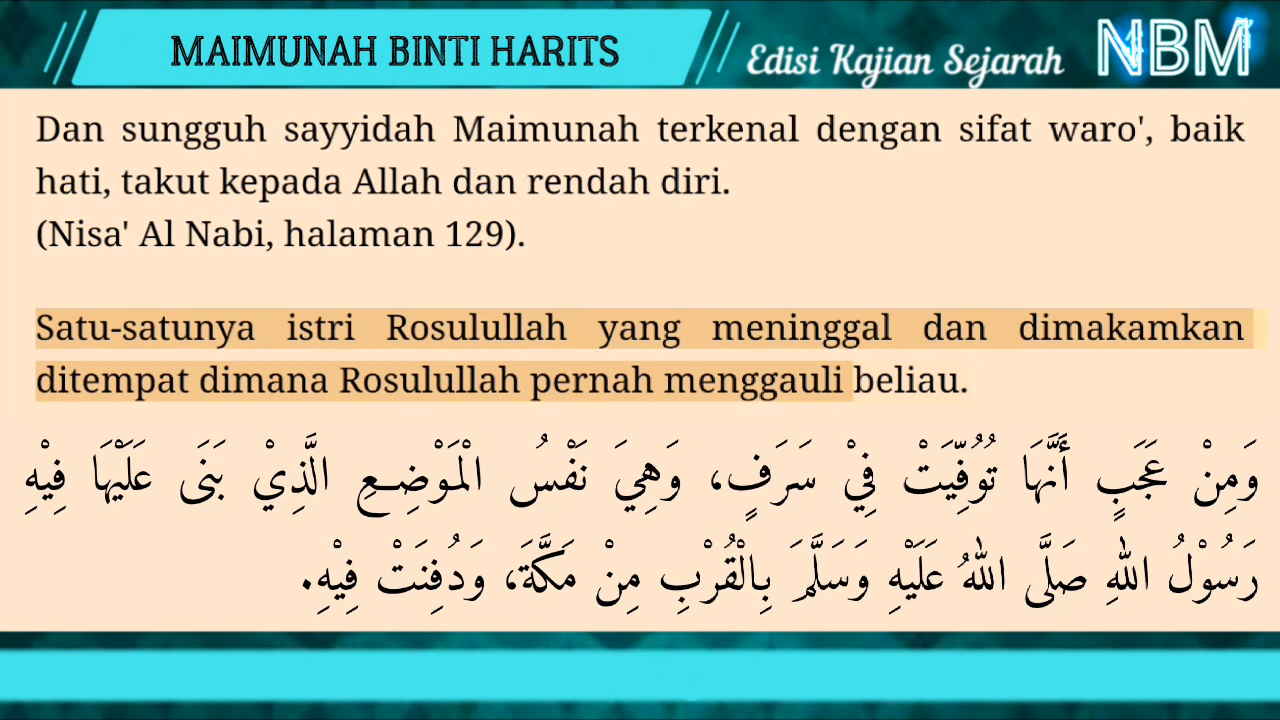 MAIMUNAH BINTI HARITS
Edisi Kajian Sejarah
NBM
Dan sungguh sayyidah Maimunah terkenal dengan sifat waro', baik
hati, takut kepada Allah dan rendah diri.
(Nisa' Al Nabi, halaman 129).
Satu-satunya istri Rosulullah yang meninggal dan dimakamkan
ditempat dimana Rosulullah pernah menggauli beliau.
وَمِنْ عَجَبٍ أَنَّهَا تُوُفِّيَتْ فِيْ سَرَفٍ، وَهِيَ نَفْسُ الْمَوْضِعِ الَّذِيْ بَنَى عَلَيْهَا فِيْهِ
رَسُوْلُ اللهِ صَلَّى اللهُ عَلَيْهِ وَسَلَّمَ بِالْقُرْبِ مِنْ مَكَّةَ، وَدُفِنَتْ فِيْهِ.